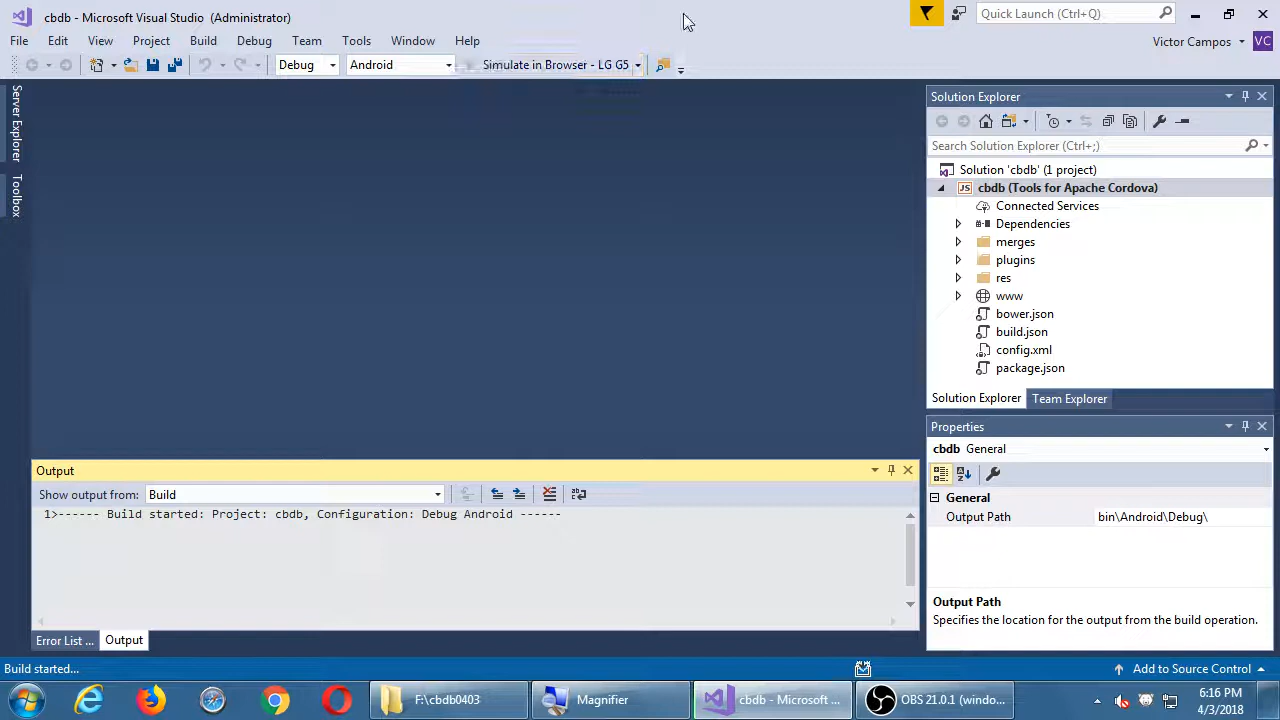 cbdb - Microsoft Visual Studio (Administrator)
Quick Launch (Ctrl+;)
File Edit View Project Build Debug Team Tools Window Help
Victor Campos VC
Debug Android Simulate in Browser - LG G5
Server Explorer
Toolbox
Solution Explorer
Search Solution Explorer (Ctrl+;)
Solution 'cbdb' (1 project)
JS cbdb (Tools for Apache Cordova)
Connected Services
Dependencies
merges
plugins
res
www
bower.json
build.json
config.xml
package.json
Solution Explorer Team Explorer
Properties
cbdb General
General
Output Path bin\Android\Debug\
Output Path
Specifies the location for the output from the build operation.
Output
Show output from: Build
1>------ Build started: Project: cbdb, Configuration: Debug Android ------
Error List ... Output
Build started...
Add to Source Control
F:\cbdb0403
Magnifier
cbdb - Microsoft ...
OBS 21.0.1 (windo...
6:16 PM
4/3/2018